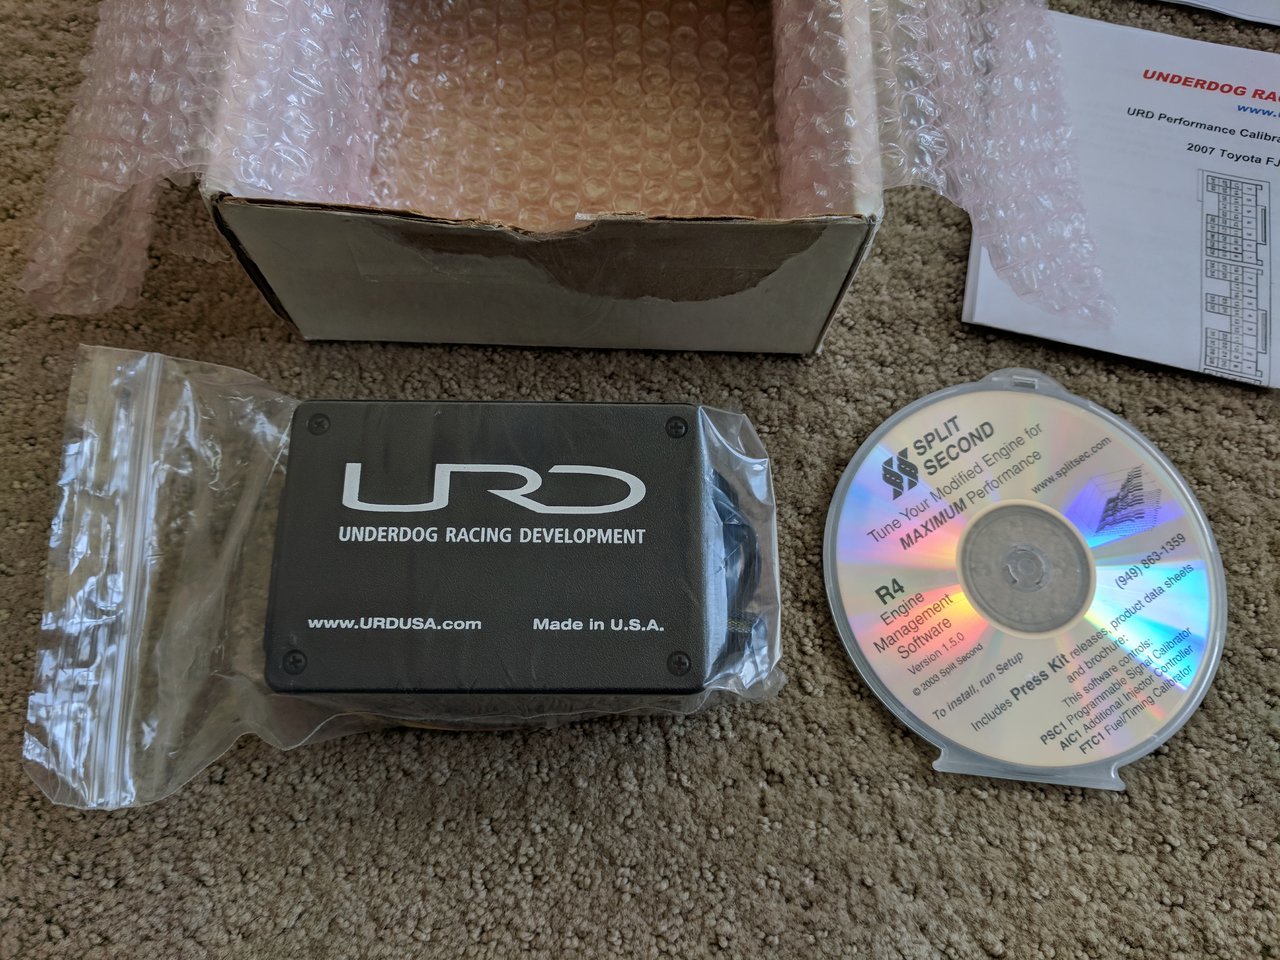 UNDERDOG
www.
URD Performance
2007 Toyota FJ
URD
UNDERDOG RACING DEVELOPMENT
www.URDUSA.com
Made in U.S.A.
SPLIT
SECOND
Tune Your Modified Engine for
MAXIMUM Performance
www.splitsec.com
R4
Engine
Management
Software
Version 1.5.0
© 2003 Split Second
(949) 863-1359
To install, run Setup
Includes Press Kit releases, product data sheets
and brochure:
This software controls:
PSC1 Programmable Signal Calibrator
AIC1 Additional Injector Controller
FTC1 Fuel/Timing Calibrator